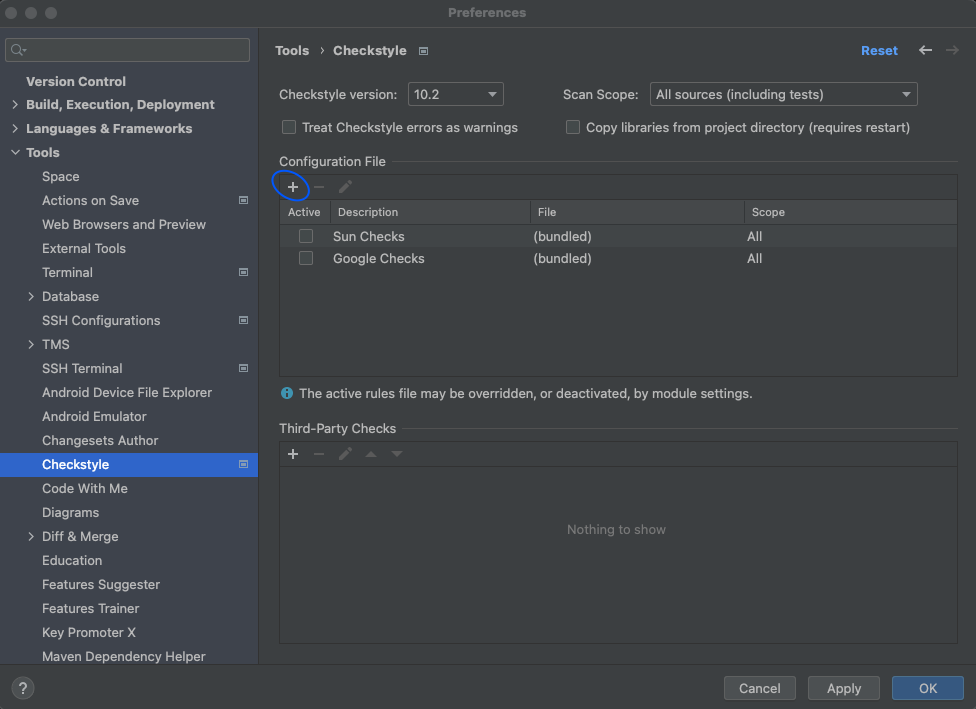 Preferences
Version Control
Build, Execution, Deployment
Languages & Frameworks
Tools
Space
Actions on Save
Web Browsers and Preview
External Tools
Terminal
Database
SSH Configurations
TMS
SSH Terminal
Android Device File Explorer
Android Emulator
Changesets Author
Checkstyle
Code With Me
Diagrams
Diff & Merge
Education
Features Suggester
Features Trainer
Key Promoter X
Maven Dependency Helper
Tools › Checkstyle
Reset
Checkstyle version: 10.2
Scan Scope: All sources (including tests)
Treat Checkstyle errors as warnings
Copy libraries from project directory (requires restart)
Configuration File
Active Description File Scope
Sun Checks (bundled) All
Google Checks (bundled) All
The active rules file may be overridden, or deactivated, by module settings.
Third-Party Checks
Nothing to show
?
Cancel
Apply
OK